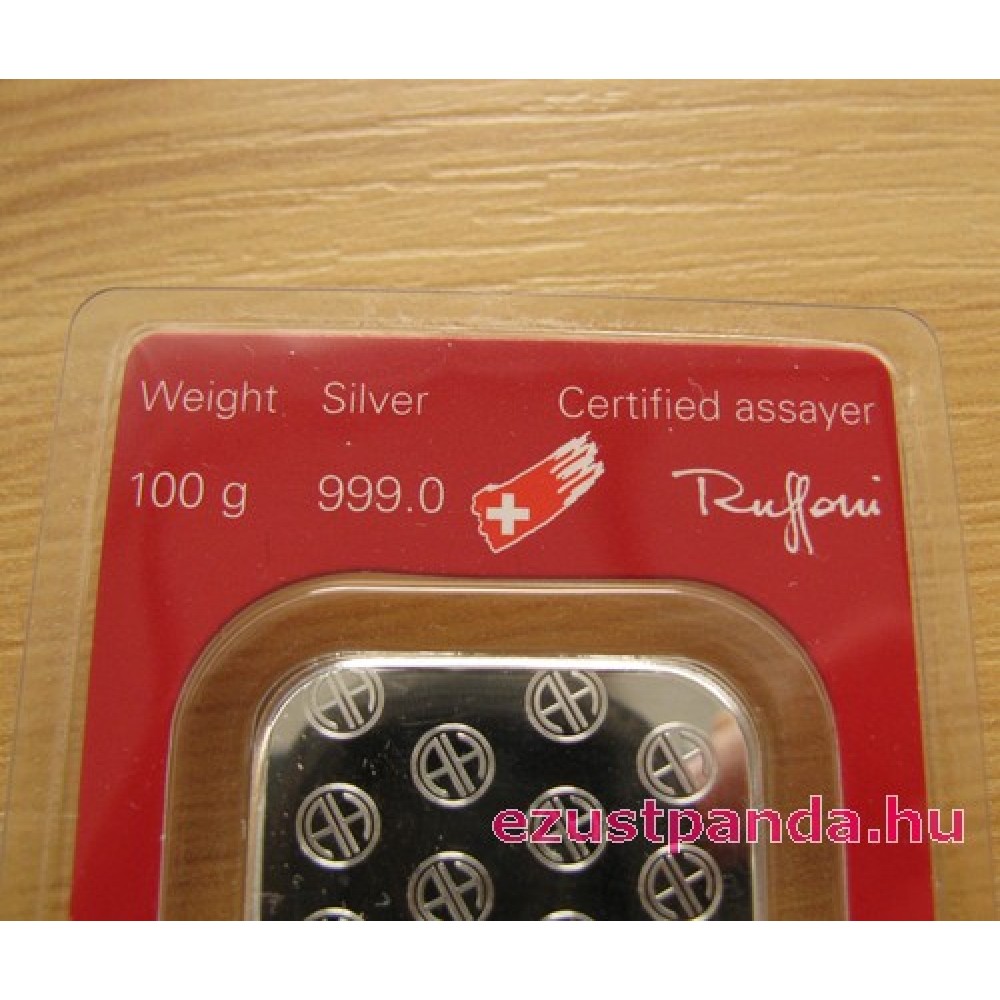 Weight Silver Certified assayer
100 g 999.0 Ruffoni
ezustpanda.hu